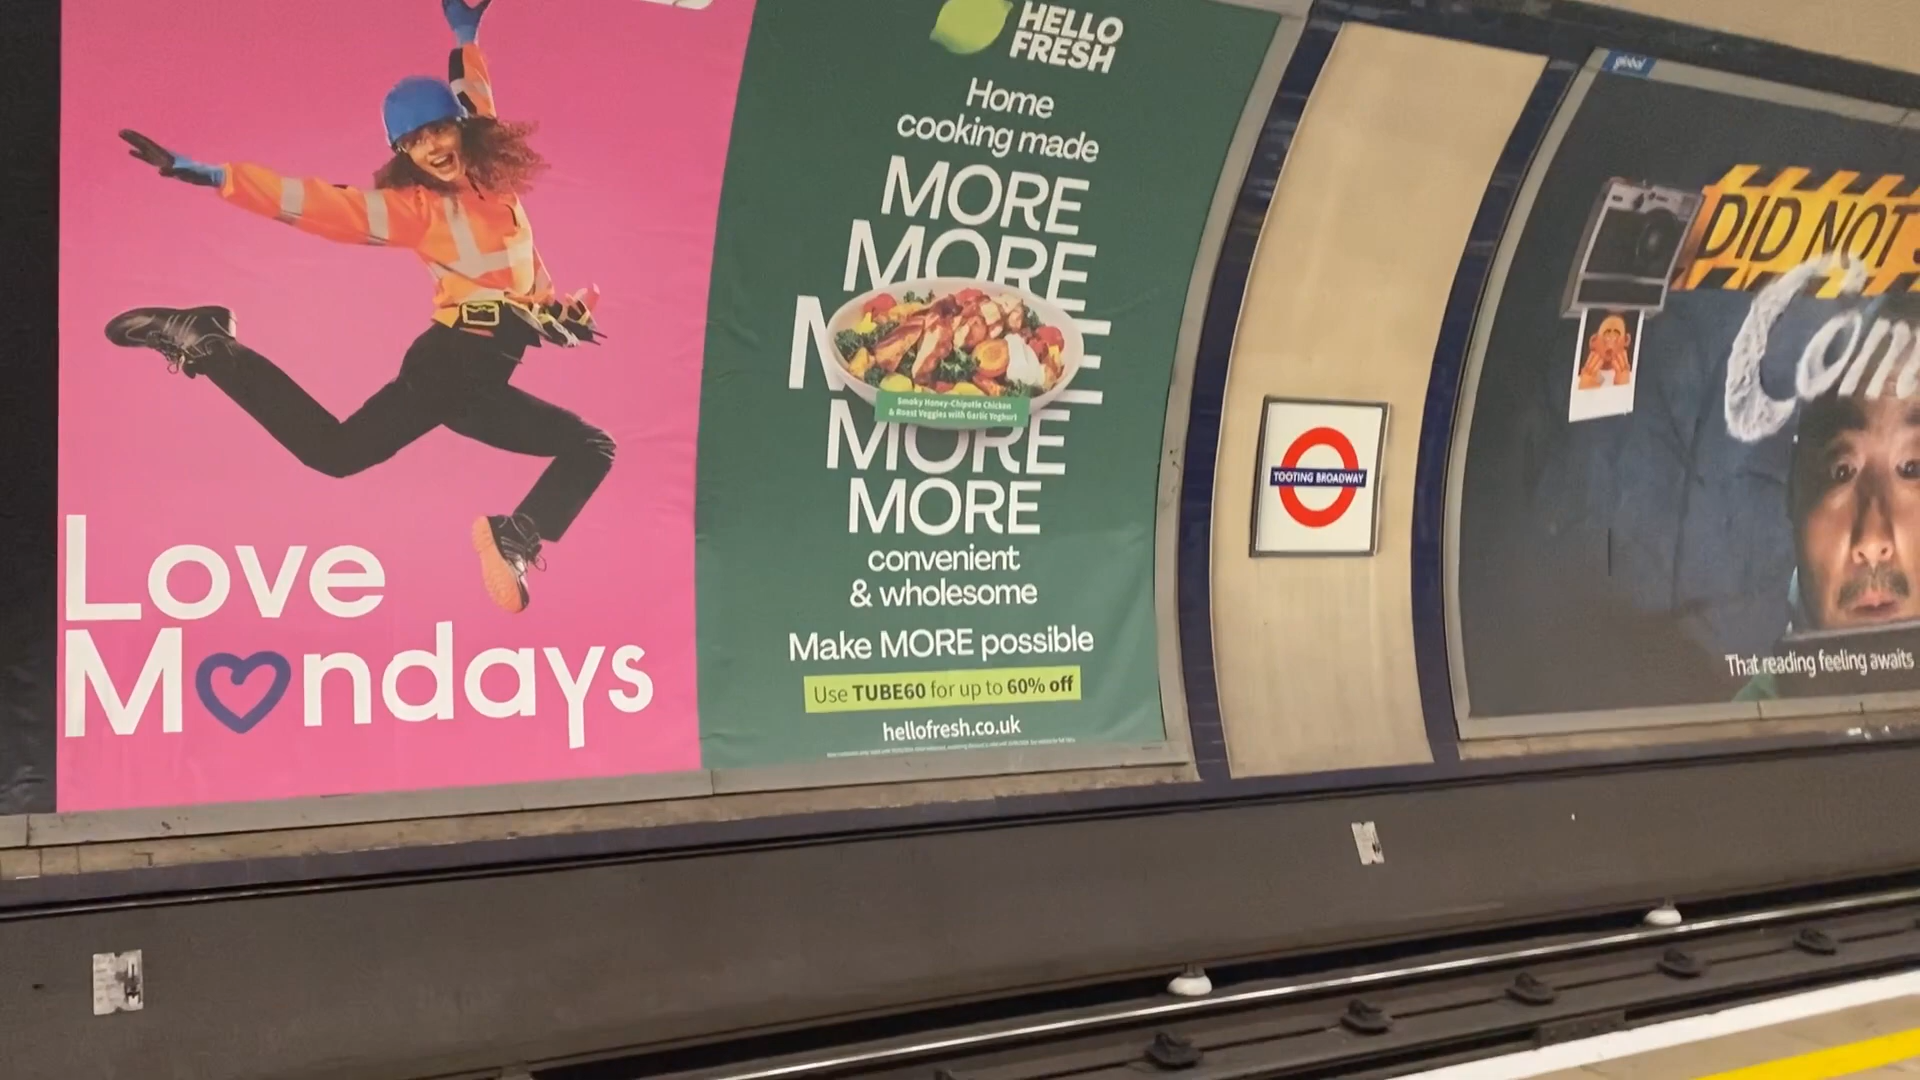 Love
Mondays
HELLO
FRESH
Home
cooking made
MORE
MORE
MORE
MORE
convenient
& wholesome
Smoky Honey-Chipotle Chicken
& Roast Veggies with Garlic Yoghurt
Make MORE possible
Use TUBE60 for up to 60% off
hellofresh.co.uk
TOOTING BROADWAY
global
DID NOT
That reading feeling awaits